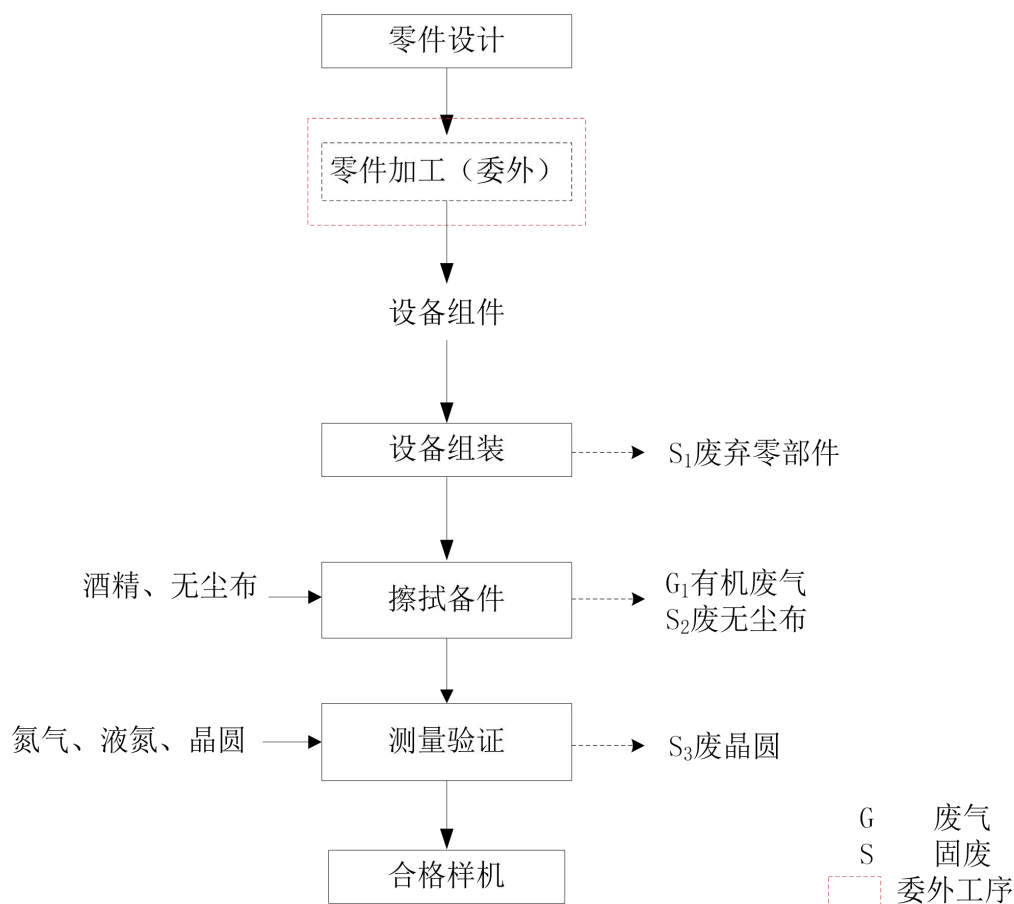 零件设计
零件加工（委外）
设备组件
设备组装
S₁废弃零部件
酒精、无尘布
擦拭备件
G₁有机废气
S₂废无尘布
氮气、液氮、晶圆
测量验证
S₃废晶圆
合格样机
G 废气
S 固废
委外工序